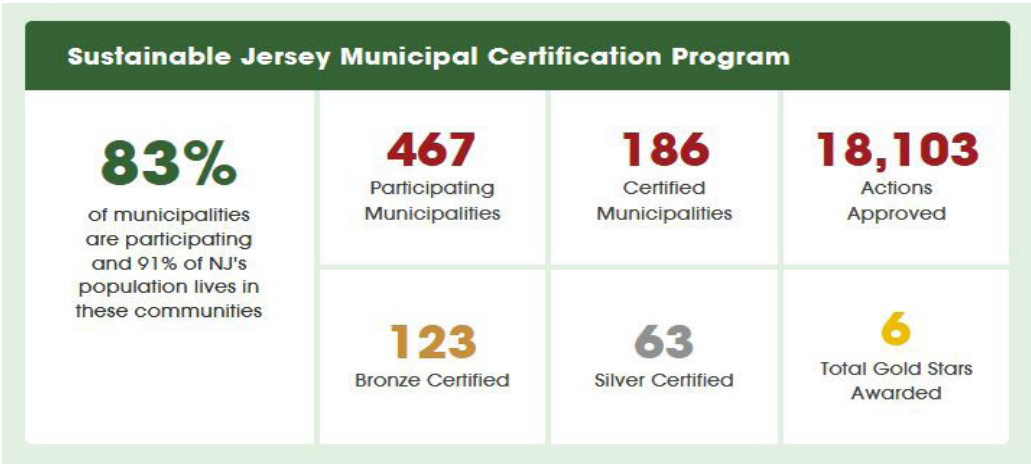 Sustainable Jersey Municipal Certification Program
83%
of municipalities
are participating
and 91% of NJ's
population lives in
these communities
467
Participating
Municipalities
186
Certified
Municipalities
18,103
Actions
Approved
123
Bronze Certified
63
Silver Certified
6
Total Gold Stars
Awarded